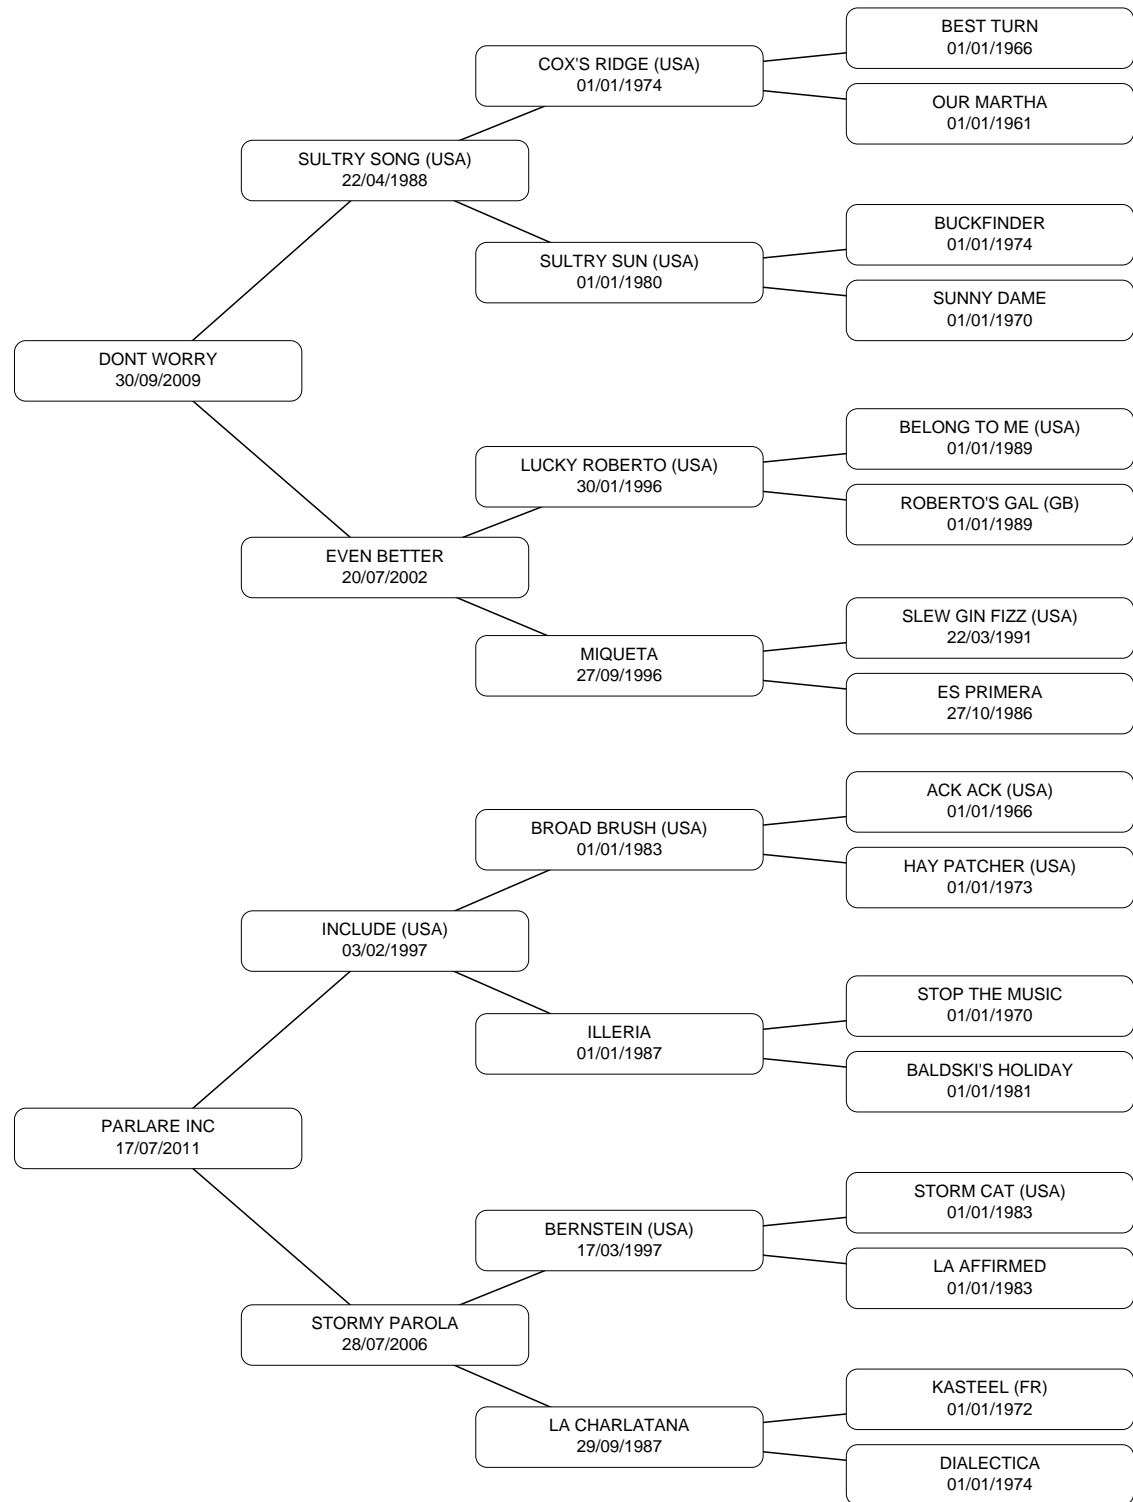 BEST TURN
01/01/1966
COX'S RIDGE (USA)
01/01/1974
OUR MARTHA
01/01/1961
SULTRY SONG (USA)
22/04/1988
BUCKFINDER
01/01/1974
SULTRY SUN (USA)
01/01/1980
SUNNY DAME
01/01/1970
DONT WORRY
30/09/2009
BELONG TO ME (USA)
01/01/1989
LUCKY ROBERTO (USA)
30/01/1996
ROBERTO'S GAL (GB)
01/01/1989
EVEN BETTER
20/07/2002
SLEW GIN FIZZ (USA)
22/03/1991
MIQUETA
27/09/1996
ES PRIMERA
27/10/1986
ACK ACK (USA)
01/01/1966
BROAD BRUSH (USA)
01/01/1983
HAY PATCHER (USA)
01/01/1973
INCLUDE (USA)
03/02/1997
STOP THE MUSIC
01/01/1970
ILLERIA
01/01/1987
BALDSKI'S HOLIDAY
01/01/1981
PARLARE INC
17/07/2011
STORM CAT (USA)
01/01/1983
BERNSTEIN (USA)
17/03/1997
LA AFFIRMED
01/01/1983
STORMY PAROLA
28/07/2006
KASTEEL (FR)
01/01/1972
LA CHARLATANA
29/09/1987
DIALECTICA
01/01/1974